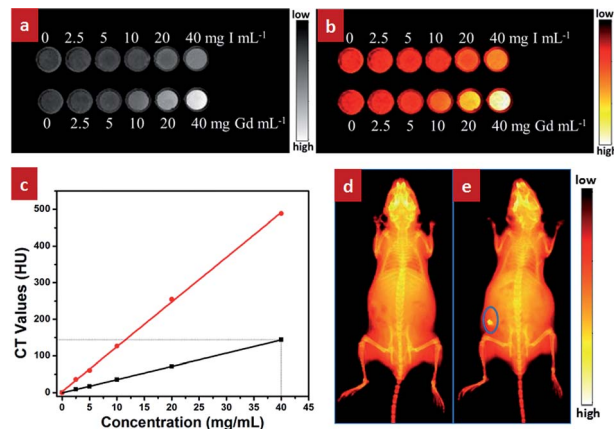 a
low
0 2.5 5 10 20 40 mg I mL⁻¹
0 2.5 5 10 20 40 mg Gd mL⁻¹
high
b
low
0 2.5 5 10 20 40 mg I mL⁻¹
0 2.5 5 10 20 40 mg Gd mL⁻¹
high
c
CT Values (HU)
500
400
300
200
100
0
0 5 10 15 20 25 30 35 40 45
Concentration (mg/mL)
d
e
low
high